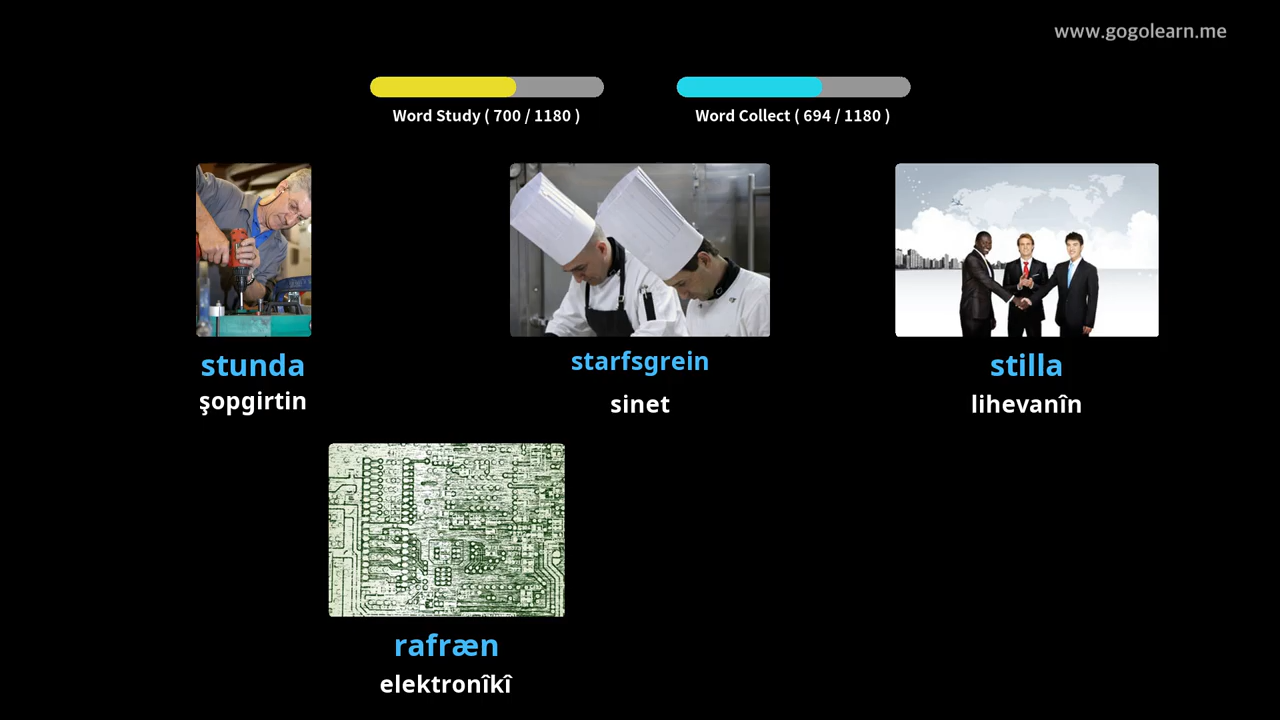 www.gogolearn.me
Word Study ( 700 / 1180 )
Word Collect ( 694 / 1180 )
stunda
şopgirtin
starfsgrein
sinet
stilla
lihevanîn
rafræn
elektronîkî